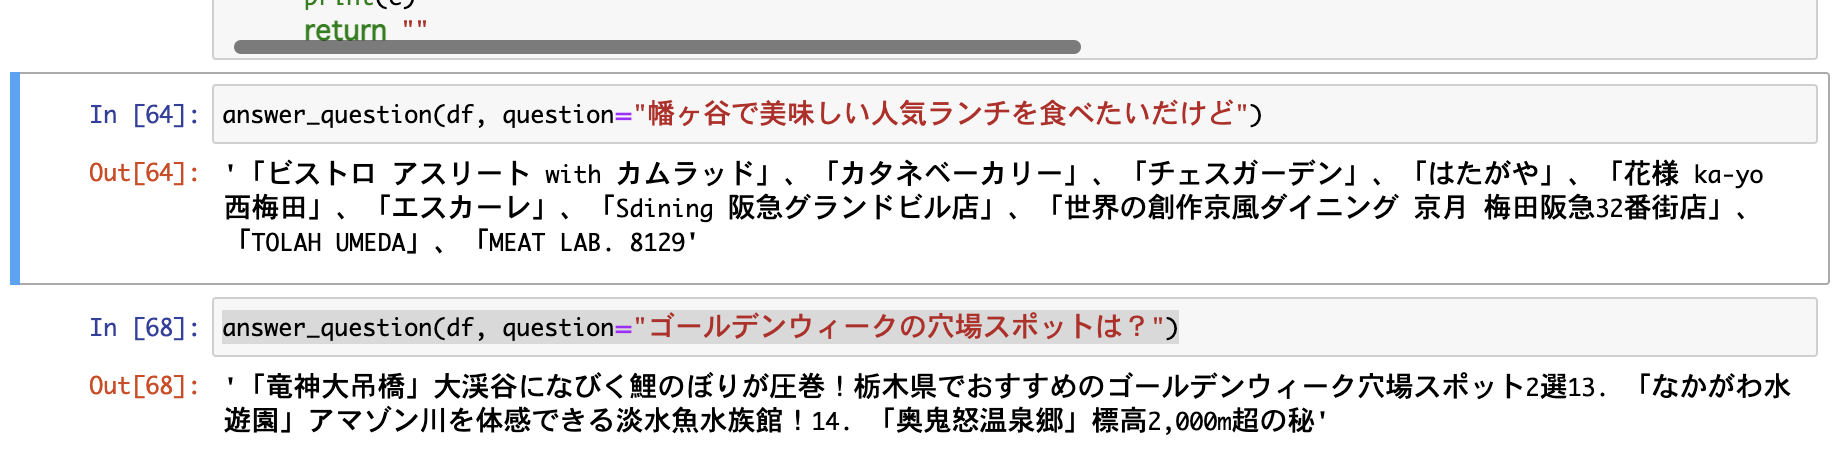 print(e)
return ""
In [64]: answer_question(df, question="幡ヶ谷で美味しい人気ランチを食べたいだけど")
Out[64]: '「ビストロ アスリート with カムラッド」、「カタネベーカリー」、「チェスガーデン」、「はたがや」、「花様 ka-yo
西梅田」、「エスカーレ」、「Sdining 阪急グランドビル店」、「世界の創作京風ダイニング 京月 梅田阪急32番街店」、
「TOLAH UMEDA」、「MEAT LAB. 8129'
In [68]: answer_question(df, question="ゴールデンウィークの穴場スポットは？")
Out[68]: '「竜神大吊橋」大渓谷になびく鯉のぼりが圧巻！栃木県でおすすめのゴールデンウィーク穴場スポット2選13. 「なかがわ水
遊園」アマゾン川を体感できる淡水魚水族館！14. 「奥鬼怒温泉郷」標高2,000m超の秘'